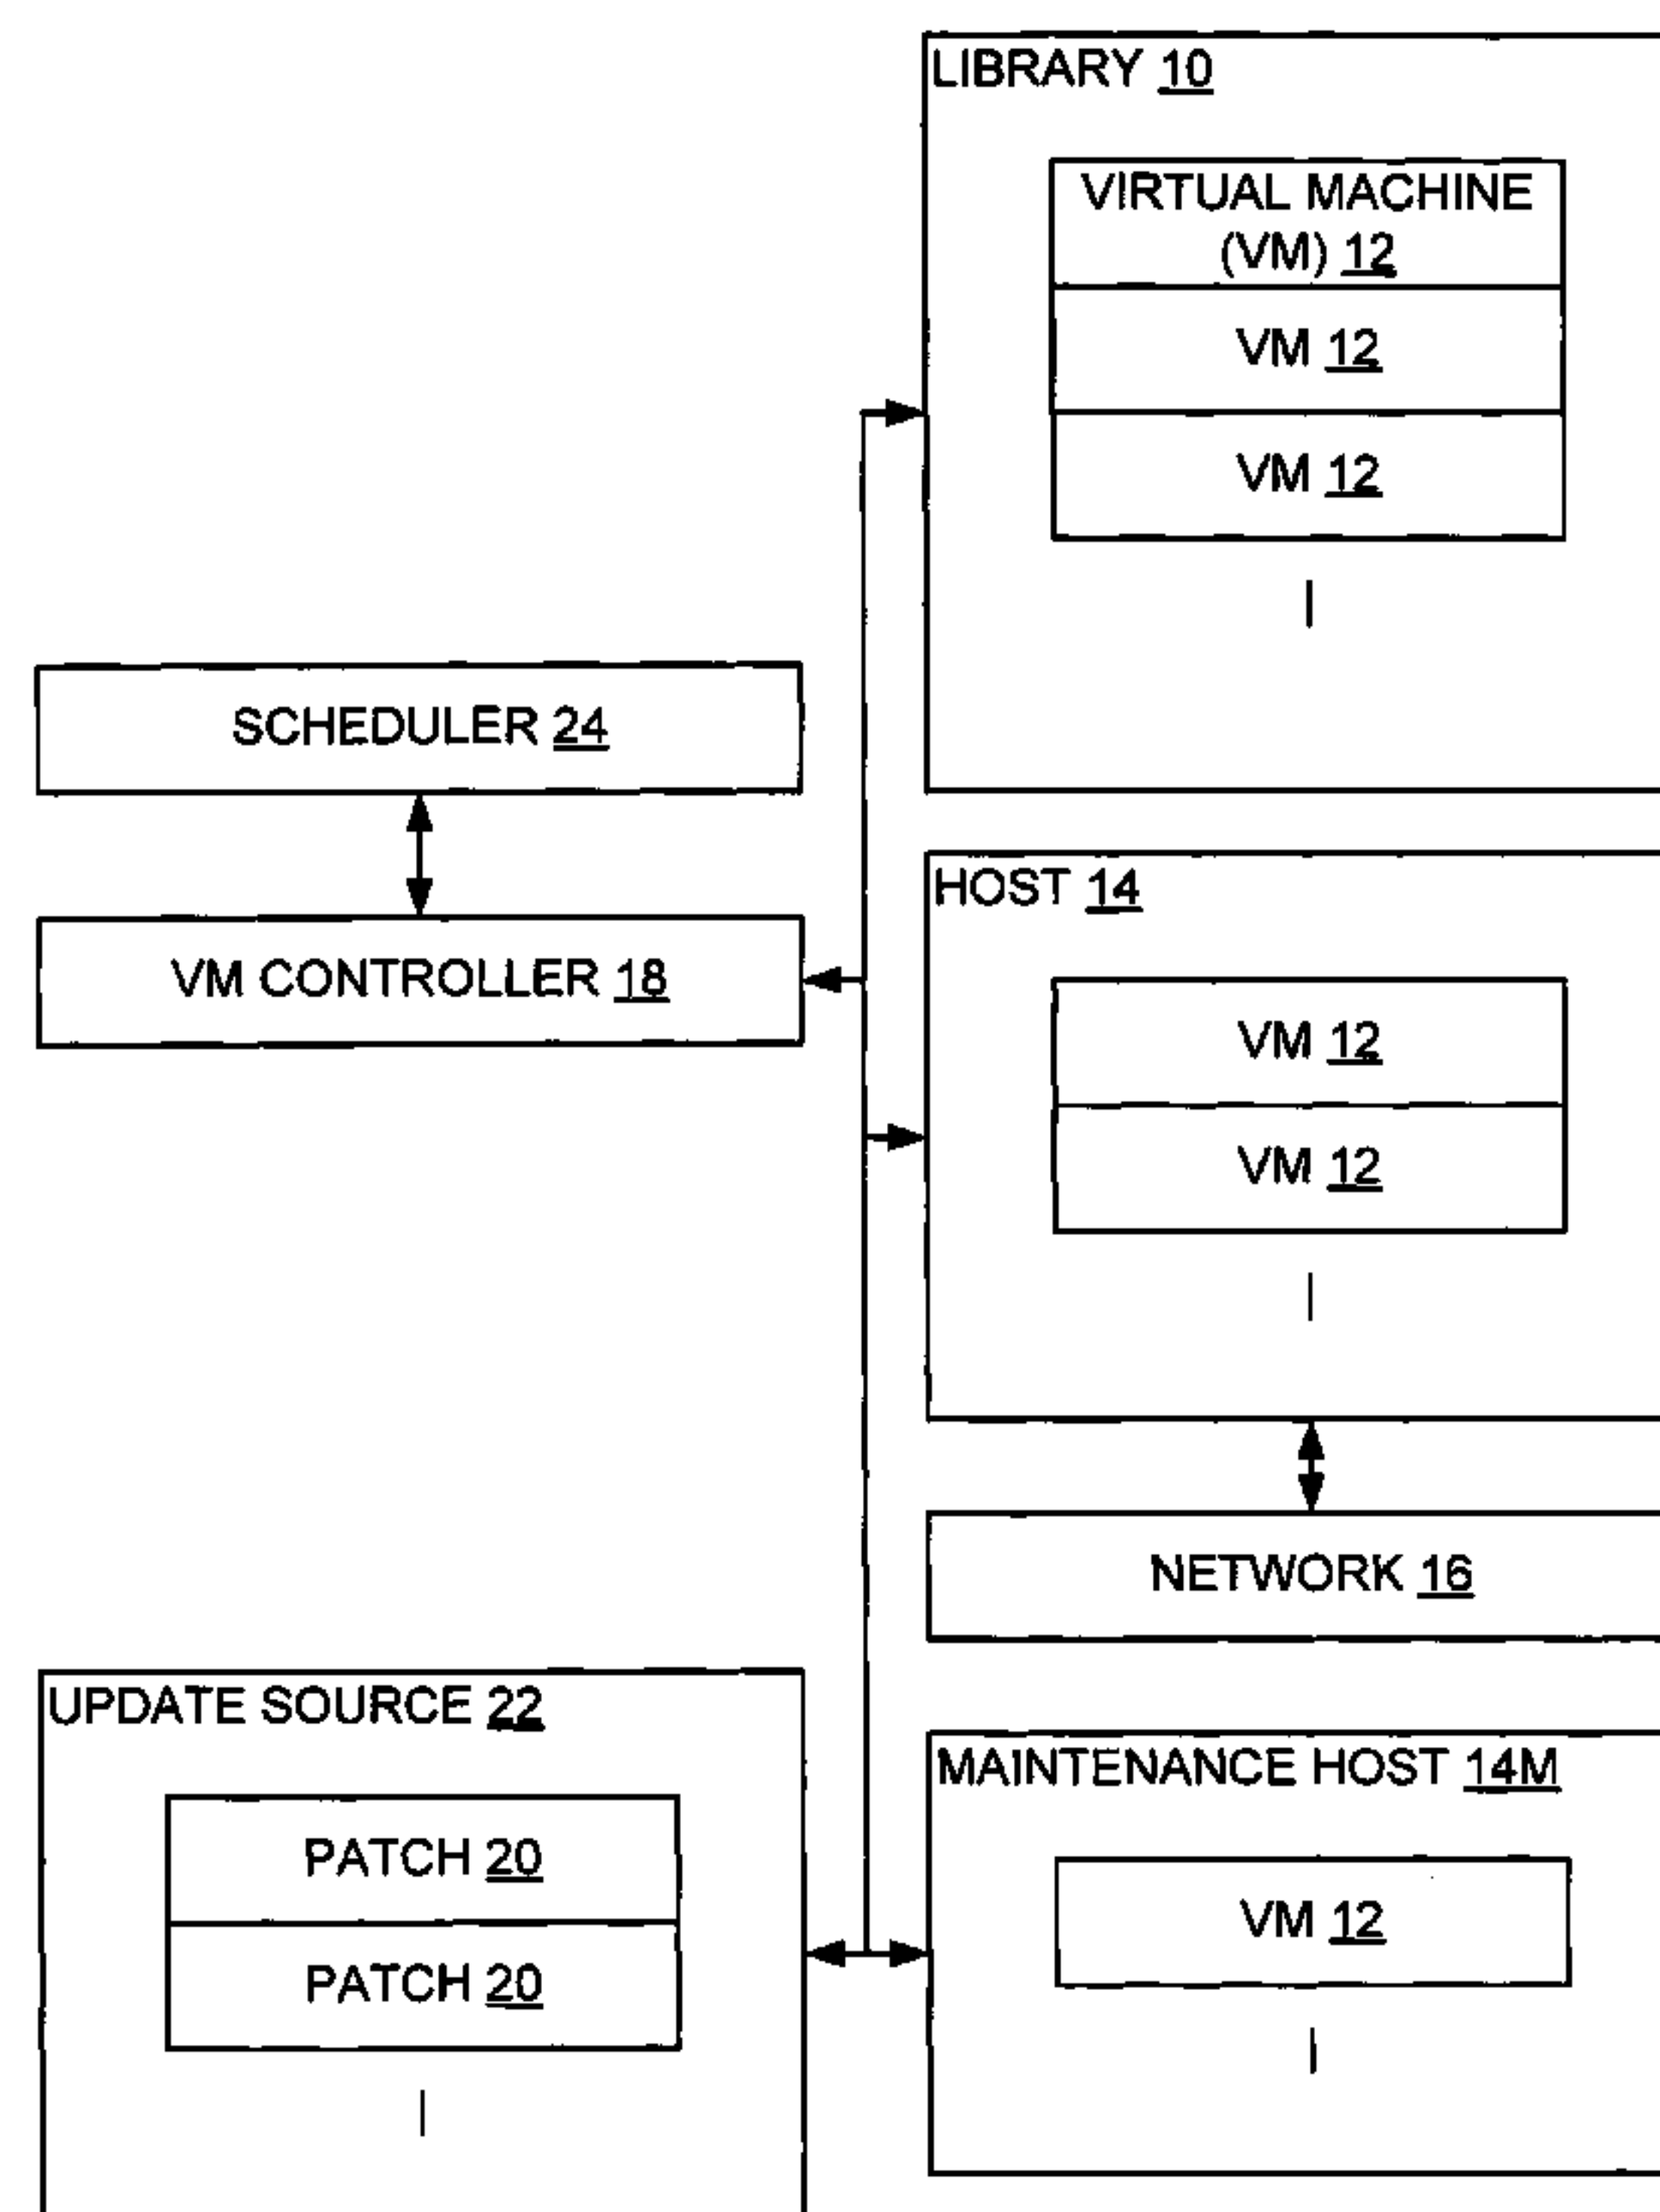 LIBRARY 10
VIRTUAL MACHINE
(VM) 12
VM 12
VM 12
SCHEDULER 24
VM CONTROLLER 18
HOST 14
VM 12
VM 12
NETWORK 16
UPDATE SOURCE 22
PATCH 20
PATCH 20
MAINTENANCE HOST 14M
VM 12